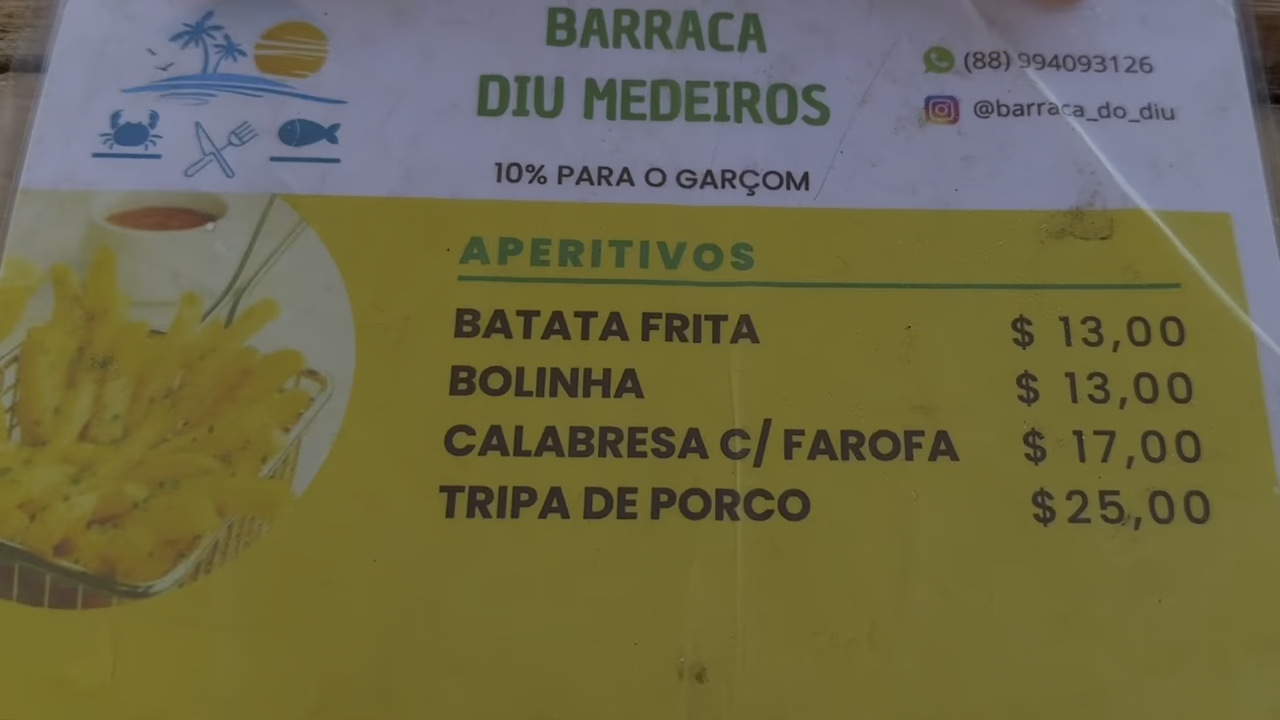 BARRACA
DIU MEDEIROS
(88) 994093126
@barraca_do_diu
10% PARA O GARÇOM
APERITIVOS
BATATA FRITA $ 13,00
BOLINHA $ 13,00
CALABRESA C/ FAROFA $ 17,00
TRIPA DE PORCO $25,00